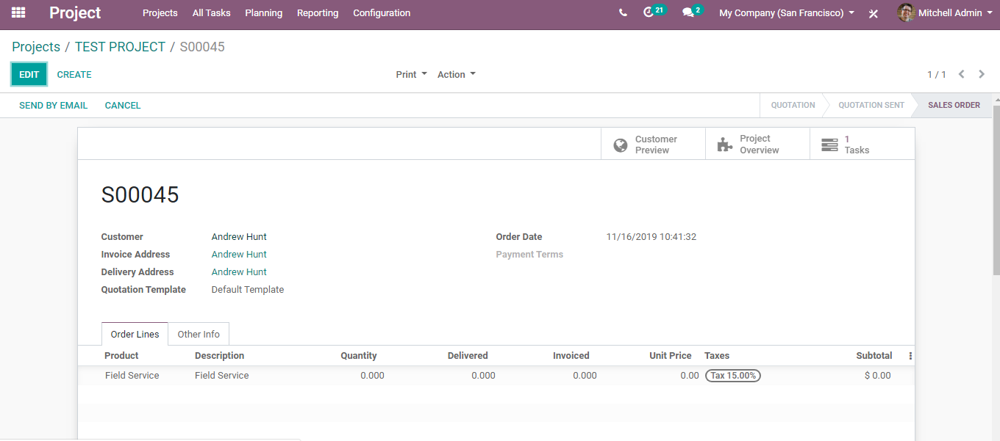 Project Projects All Tasks Planning Reporting Configuration 21 2 My Company (San Francisco) Mitchell Admin
Projects / TEST PROJECT / S00045
EDIT CREATE Print Action 1 / 1
SEND BY EMAIL CANCEL QUOTATION QUOTATION SENT SALES ORDER
Customer Preview Project Overview 1 Tasks
S00045
Customer Andrew Hunt Order Date 11/16/2019 10:41:32
Invoice Address Andrew Hunt Payment Terms
Delivery Address Andrew Hunt
Quotation Template Default Template
Order Lines Other Info
Product Description Quantity Delivered Invoiced Unit Price Taxes Subtotal
Field Service Field Service 0.000 0.000 0.000 0.00 Tax 15.00% $ 0.00